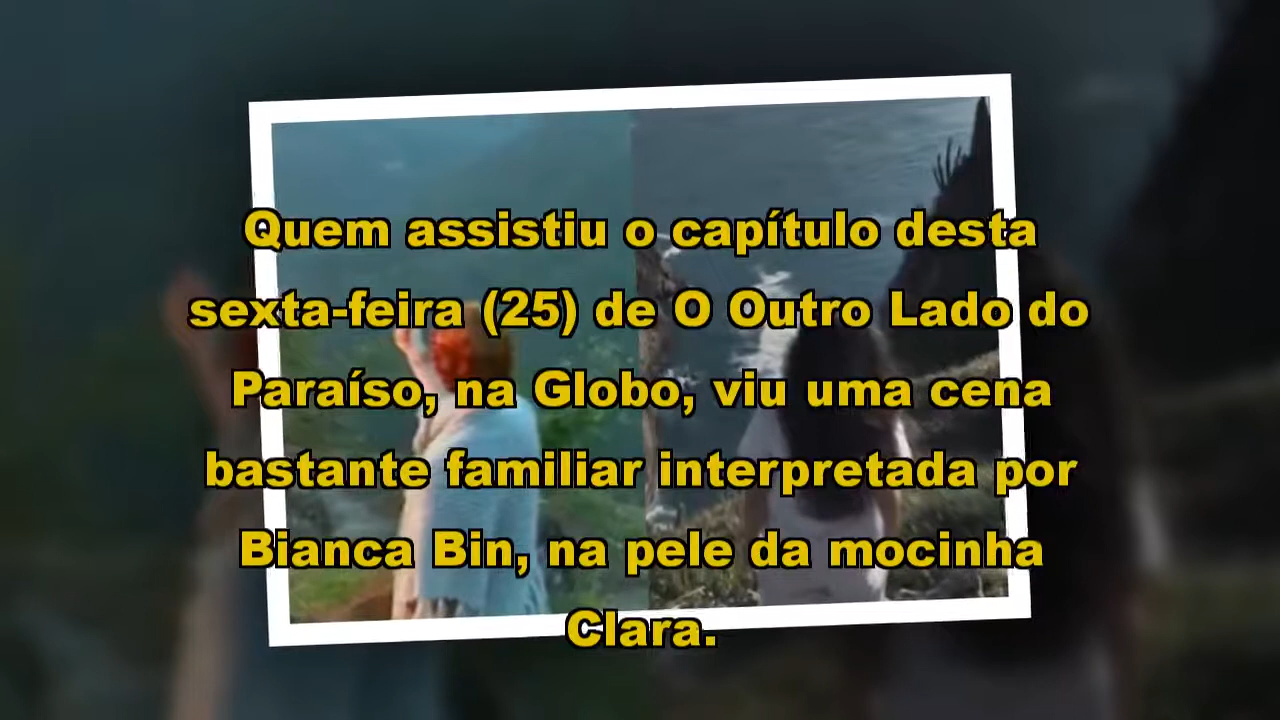 Quem assistiu o capítulo desta
sexta-feira (25) de O Outro Lado do
Paraíso, na Globo, viu uma cena
bastante familiar interpretada por
Bianca Bin, na pele da mocinha
Clara.